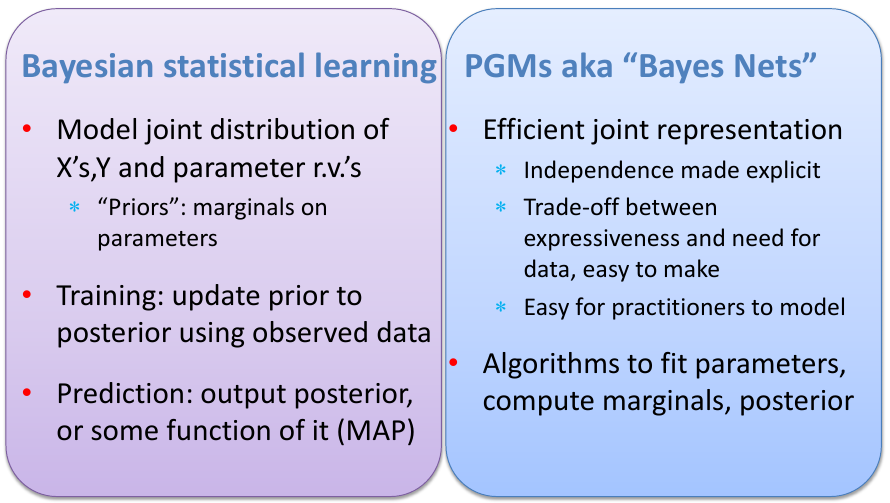 Bayesian statistical learning
• Model joint distribution of
X’s,Y and parameter r.v.’s
* “Priors”: marginals on
parameters
• Training: update prior to
posterior using observed data
• Prediction: output posterior,
or some function of it (MAP)
PGMs aka “Bayes Nets”
• Efficient joint representation
* Independence made explicit
* Trade-off between
expressiveness and need for
data, easy to make
* Easy for practitioners to model
• Algorithms to fit parameters,
compute marginals, posterior